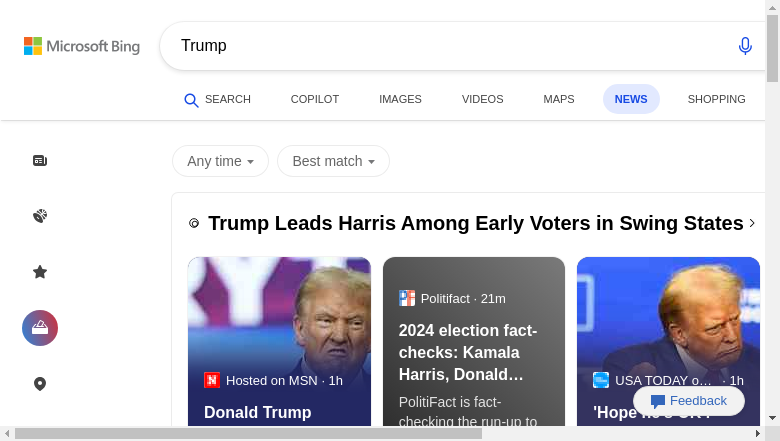 Microsoft Bing
Trump
SEARCH
COPILOT
IMAGES
VIDEOS
MAPS
NEWS
SHOPPING
Any time
Best match
Trump Leads Harris Among Early Voters in Swing States
Hosted on MSN · 1h
Donald Trump
Politifact · 21m
2024 election fact-
checks: Kamala
Harris, Donald…
PolitiFact is fact-
checking the run-up to
USA TODAY o… · 1h
'Hope he's
Feedback